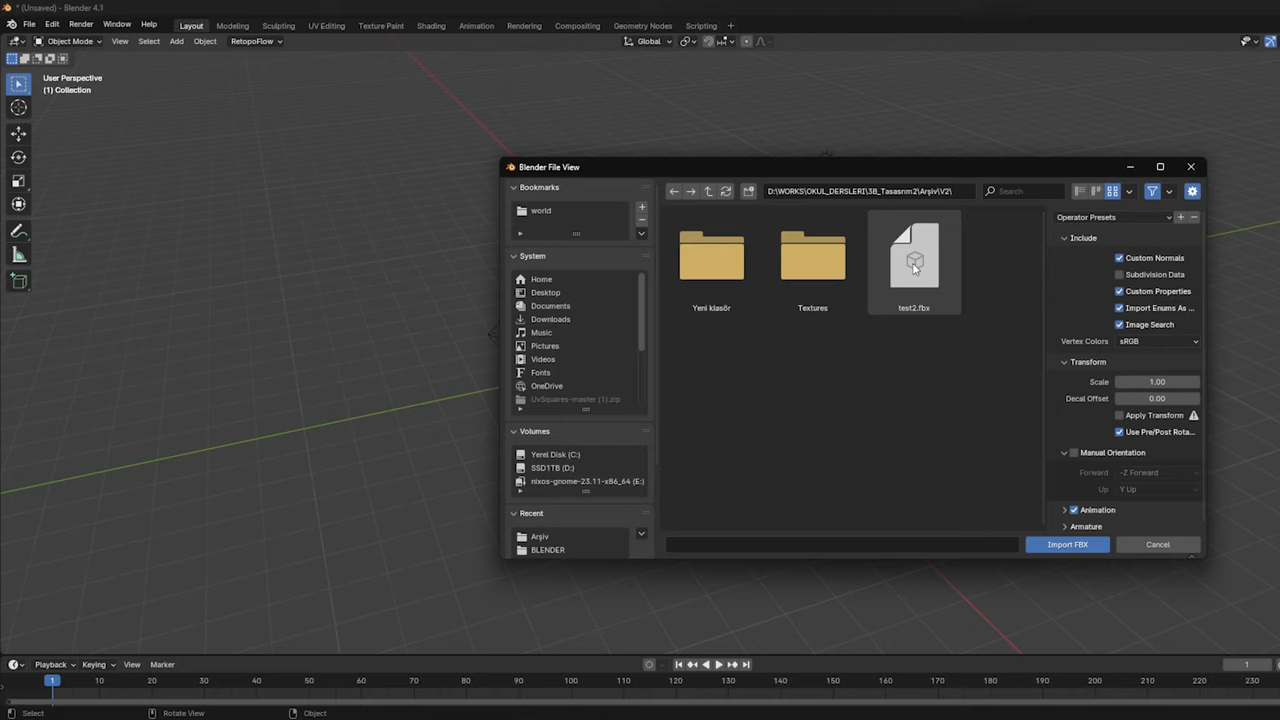 * (Unsaved) - Blender 4.1
File Edit Render Window Help Layout Modeling Sculpting UV Editing Texture Paint Shading Animation Rendering Compositing Geometry Nodes Scripting +
Object Mode View Select Add Object RetopoFlow Global
User Perspective
(1) Collection
Blender File View
Bookmarks
world
System
Home
Desktop
Documents
Downloads
Music
Pictures
Videos
Fonts
OneDrive
UvSquares-master (1).zip
Volumes
Yerel Disk (C:)
SSD1TB (D:)
nixos-gnome-23.11-x86_64 (E:)
Recent
Arşiv
BLENDER
D:\WORKS\OKUL_DERSLERI\3B_Tasasrım2\Arşiv\V2\
Search
Yeni klasör
Textures
test2.fbx
Operator Presets
Include
Custom Normals
Subdivision Data
Custom Properties
Import Enums As ...
Image Search
Vertex Colors sRGB
Transform
Scale 1.00
Decal Offset 0.00
Apply Transform
Use Pre/Post Rota...
Manual Orientation
Forward -Z Forward
Up Y Up
Animation
Armature
Import FBX Cancel
Playback Keying View Marker 1
1 10 20 30 40 50 60 70 80 90 100 110 120 130 140 150 160 170 180 190 200 210 220 230
Select Rotate View Object